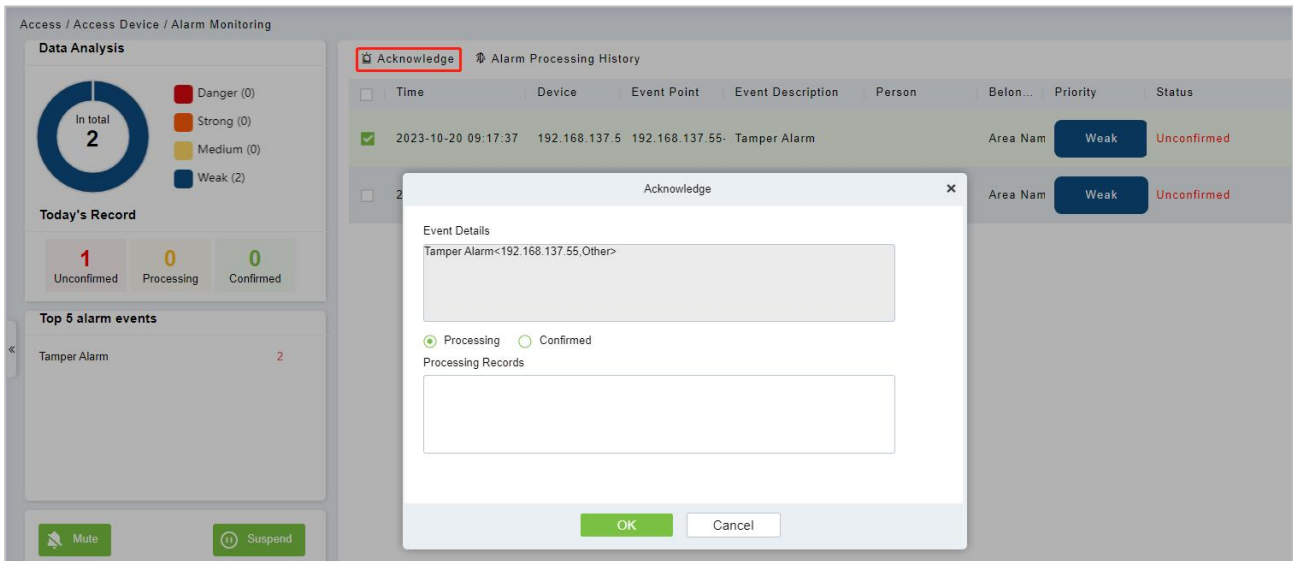 Access / Access Device / Alarm Monitoring
Data Analysis
In total
2
Danger (0)
Strong (0)
Medium (0)
Weak (2)
Today's Record
1
Unconfirmed
0
Processing
0
Confirmed
Top 5 alarm events
Tamper Alarm 2
Mute
Suspend
Acknowledge Alarm Processing History
Time Device Event Point Event Description Person Belon... Priority Status
2023-10-20 09:17:37 192.168.137.5 192.168.137.55- Tamper Alarm Area Nam Weak Unconfirmed
2 Area Nam Weak Unconfirmed
Acknowledge
Event Details
Tamper Alarm<192.168.137.55,Other>
Processing Confirmed
Processing Records
OK Cancel